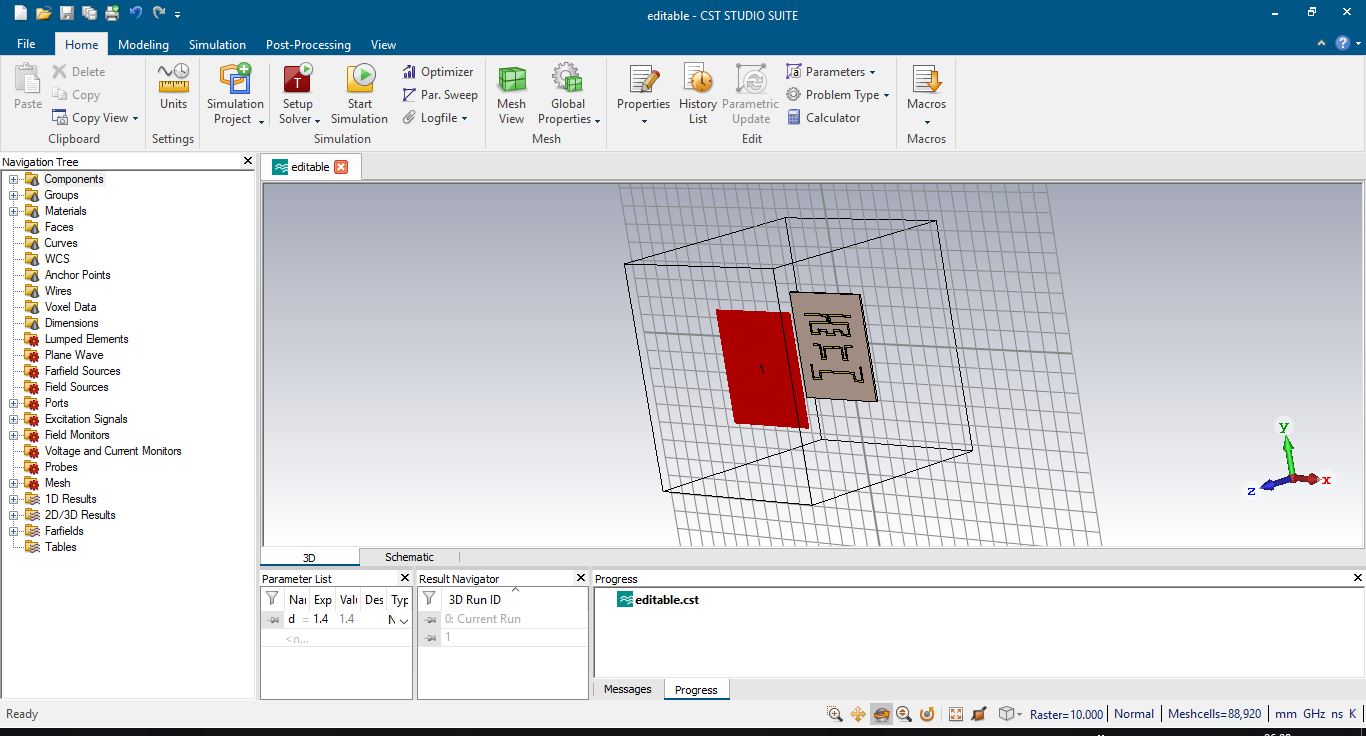 editable - CST STUDIO SUITE
File Home Modeling Simulation Post-Processing View
Paste
Delete
Copy
Copy View
Clipboard
Units
Settings
Simulation Project
Setup Solver
Start Simulation
Optimizer
Par. Sweep
Logfile
Simulation
Mesh View
Global Properties
Mesh
Properties
History List
Parametric Update
Parameters
Problem Type
Calculator
Edit
Macros
Macros
Navigation Tree
Components
Groups
Materials
Faces
Curves
WCS
Anchor Points
Wires
Voxel Data
Dimensions
Lumped Elements
Plane Wave
Farfield Sources
Field Sources
Ports
Excitation Signals
Field Monitors
Voltage and Current Monitors
Probes
Mesh
1D Results
2D/3D Results
Farfields
Tables
editable
1
y
z
x
3D Schematic
Parameter List
Nai Exp Valu Des Typ
d = 1.4 1.4 N
<n...
Result Navigator
3D Run ID
0: Current Run
1
Progress
editable.cst
Messages Progress
Ready
Raster=10.000 Normal Meshcells=88,920 mm GHz ns K